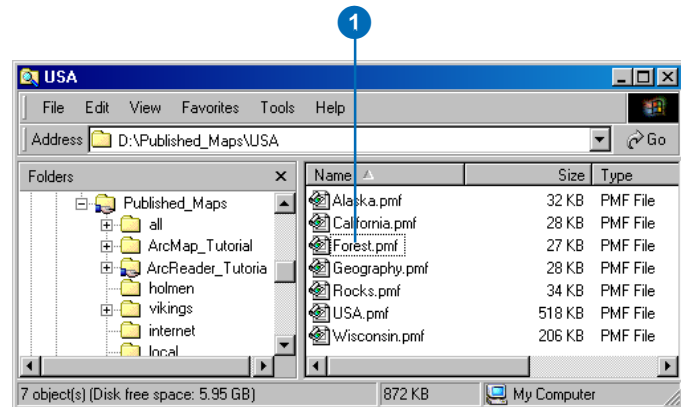 1
USA
File Edit View Favorites Tools Help
Address D:\Published_Maps\USA Go
Folders
Published_Maps
all
ArcMap_Tutorial
ArcReader_Tutoria
holmen
vikings
internet
local
Name Size Type
Alaska.pmf 32 KB PMF File
California.pmf 28 KB PMF File
Forest.pmf 27 KB PMF File
Geography.pmf 28 KB PMF File
Rocks.pmf 34 KB PMF File
USA.pmf 518 KB PMF File
Wisconsin.pmf 206 KB PMF File
7 object(s) (Disk free space: 5.95 GB) 872 KB My Computer